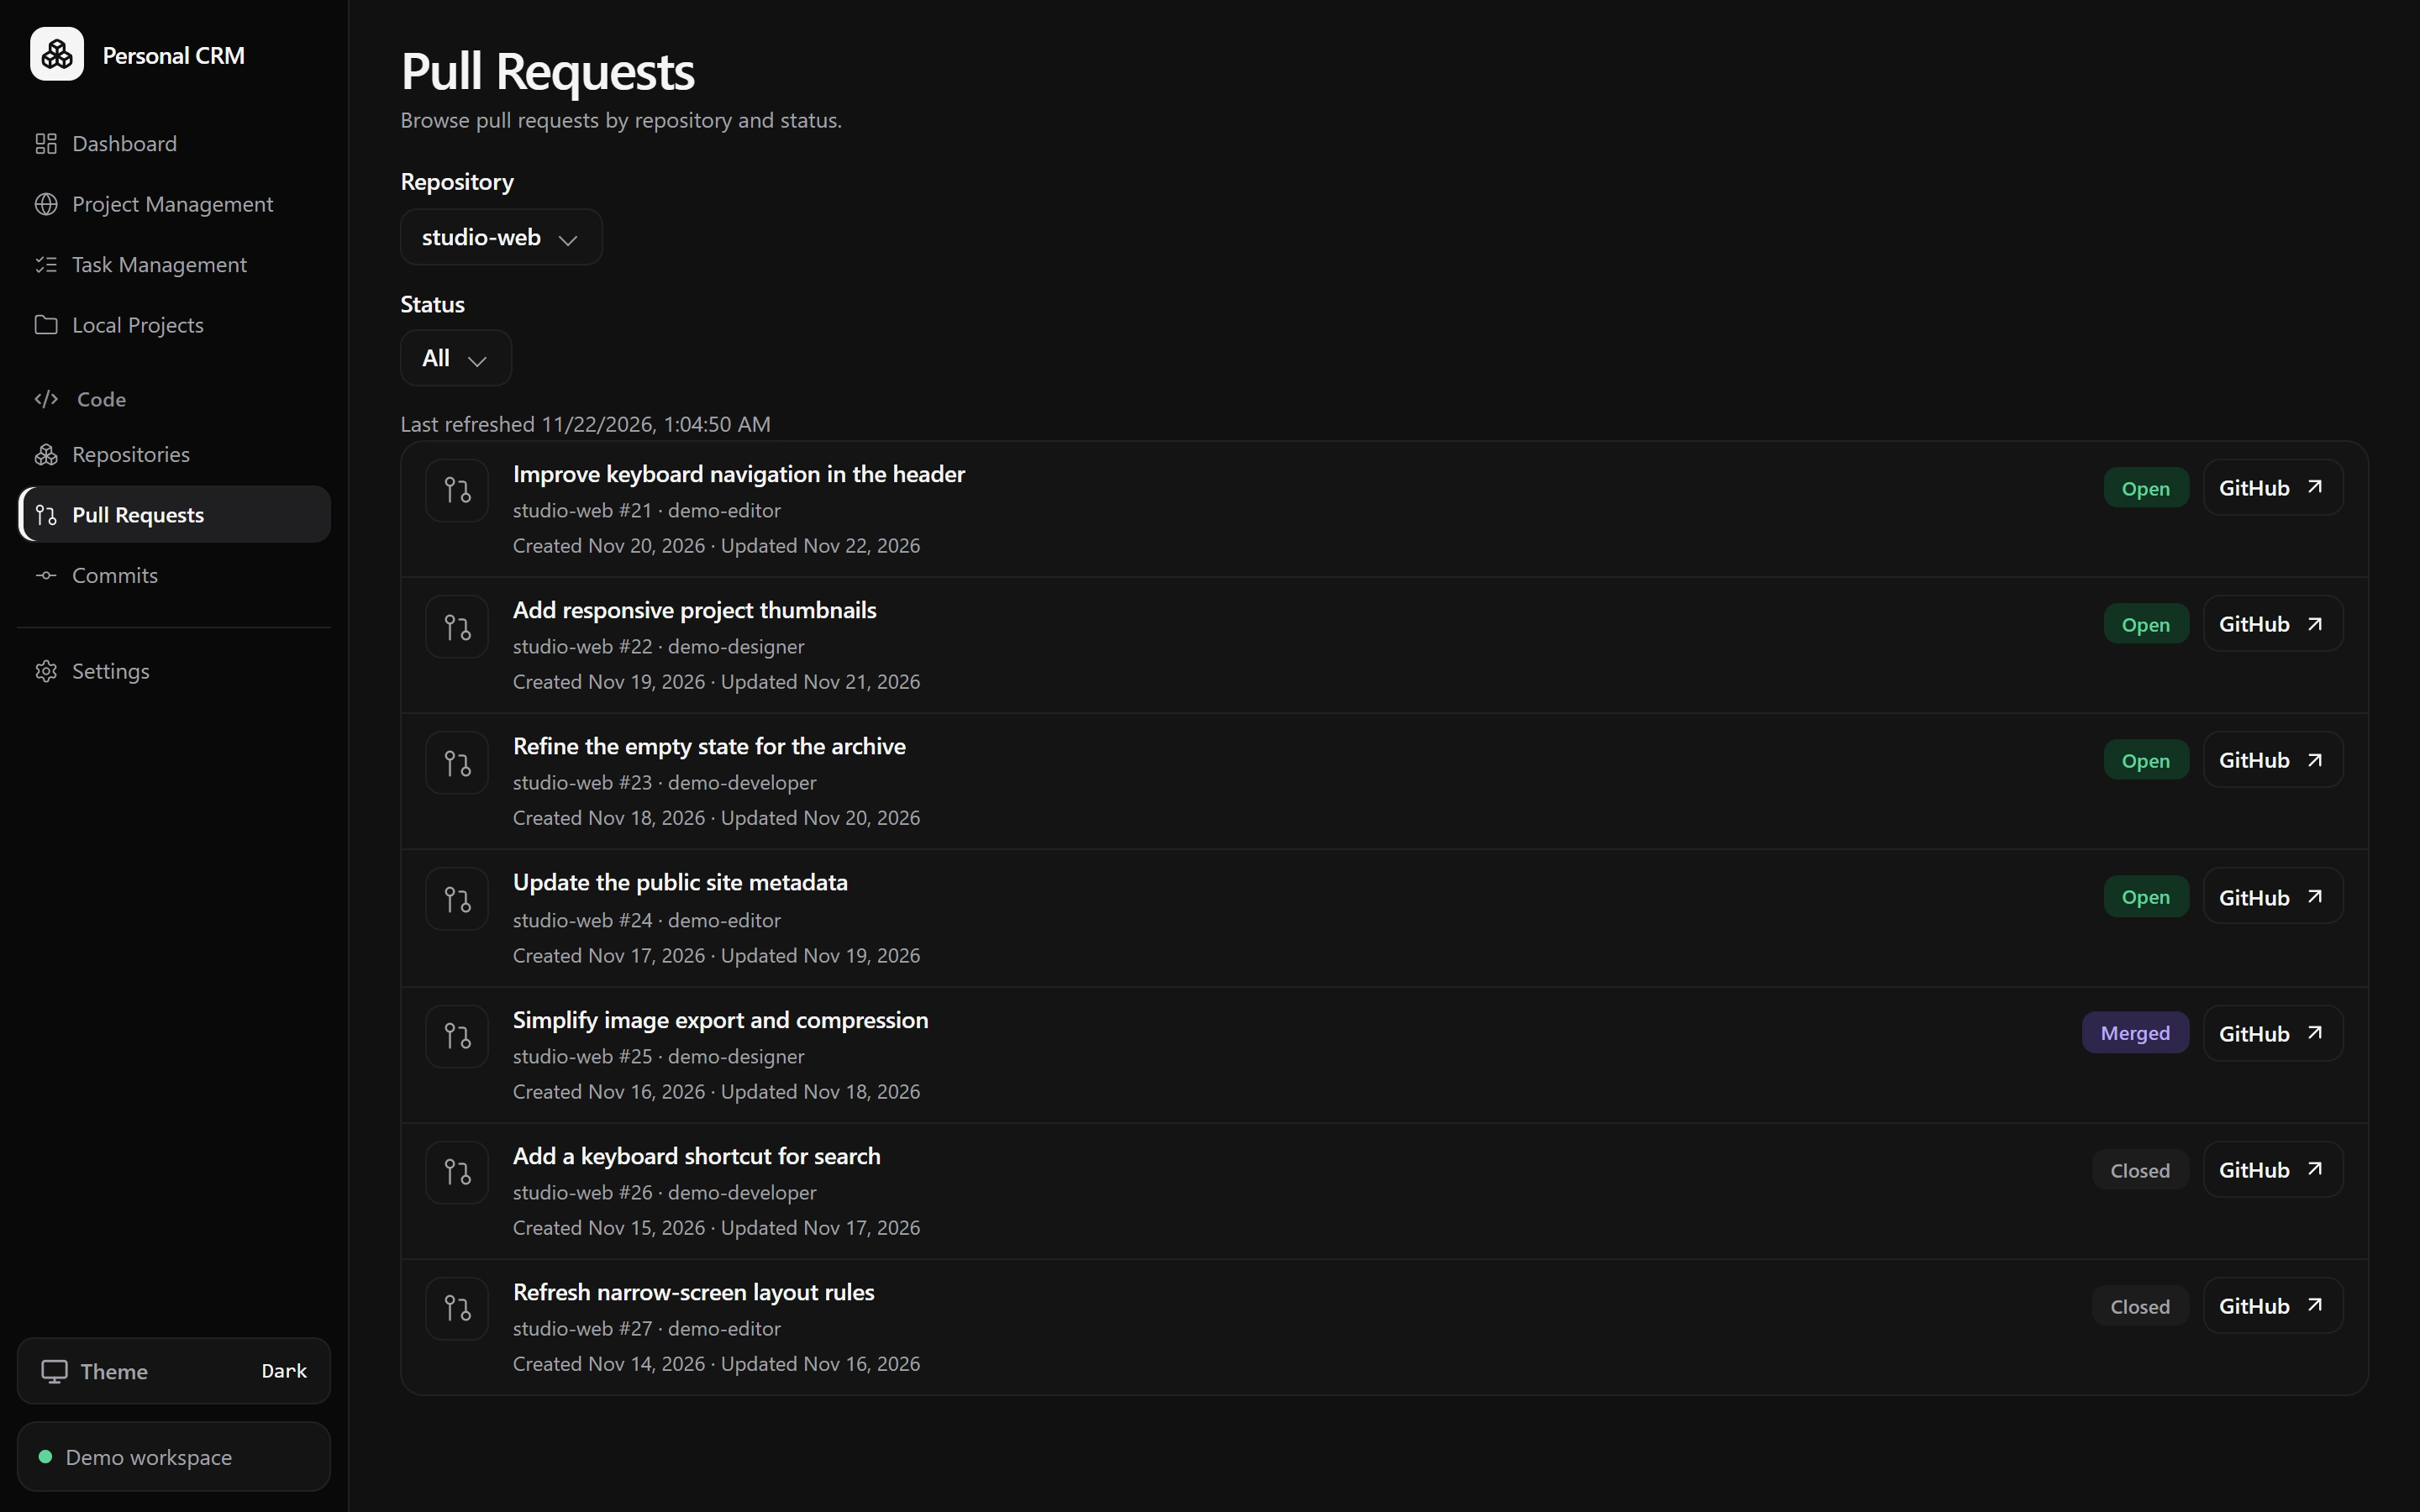 Personal CRM
Dashboard
Project Management
Task Management
Local Projects
Code
Repositories
Pull Requests
Commits
Settings
Theme Dark
Demo workspace
Pull Requests
Browse pull requests by repository and status.
Repository
studio-web
Status
All
Last refreshed 11/22/2026, 1:04:50 AM
Improve keyboard navigation in the header
studio-web #21 · demo-editor
Created Nov 20, 2026 · Updated Nov 22, 2026
Open GitHub
Add responsive project thumbnails
studio-web #22 · demo-designer
Created Nov 19, 2026 · Updated Nov 21, 2026
Open GitHub
Refine the empty state for the archive
studio-web #23 · demo-developer
Created Nov 18, 2026 · Updated Nov 20, 2026
Open GitHub
Update the public site metadata
studio-web #24 · demo-editor
Created Nov 17, 2026 · Updated Nov 19, 2026
Open GitHub
Simplify image export and compression
studio-web #25 · demo-designer
Created Nov 16, 2026 · Updated Nov 18, 2026
Merged GitHub
Add a keyboard shortcut for search
studio-web #26 · demo-developer
Created Nov 15, 2026 · Updated Nov 17, 2026
Closed GitHub
Refresh narrow-screen layout rules
studio-web #27 · demo-editor
Created Nov 14, 2026 · Updated Nov 16, 2026
Closed GitHub